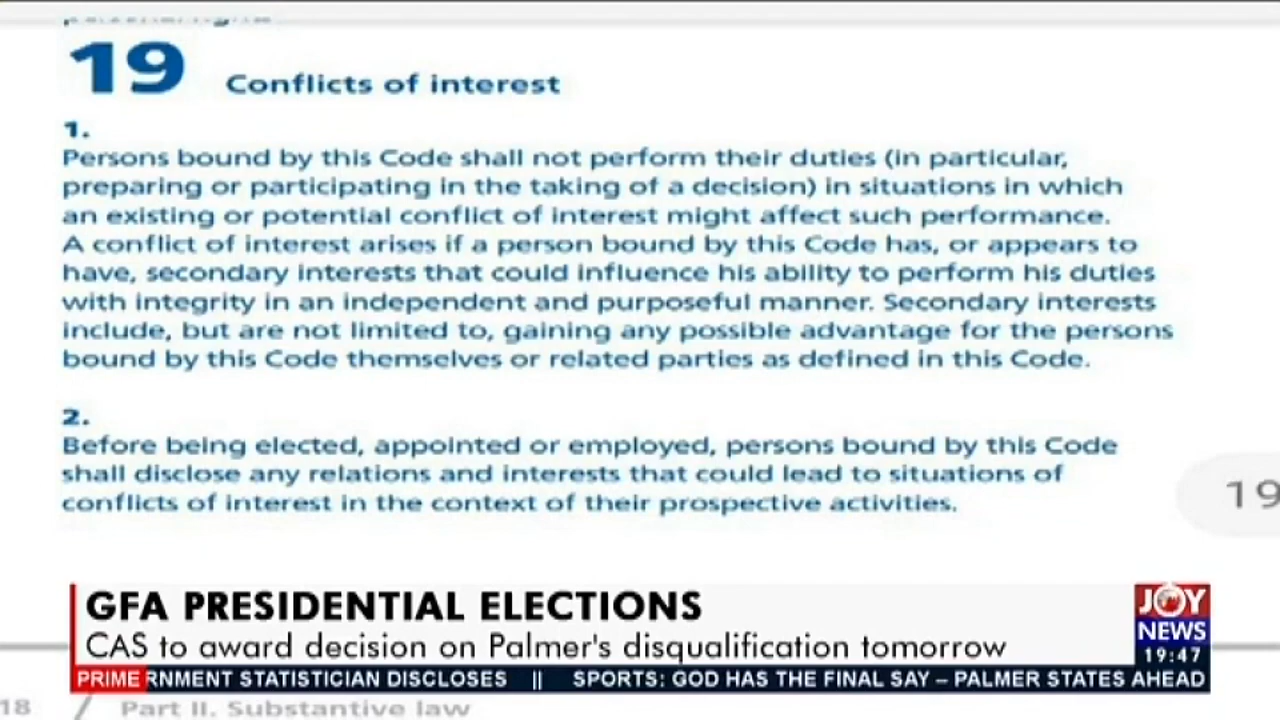 19 Conflicts of interest
1.
Persons bound by this Code shall not perform their duties (in particular,
preparing or participating in the taking of a decision) in situations in which
an existing or potential conflict of interest might affect such performance.
A conflict of interest arises if a person bound by this Code has, or appears to
have, secondary interests that could influence his ability to perform his duties
with integrity in an independent and purposeful manner. Secondary interests
include, but are not limited to, gaining any possible advantage for the persons
bound by this Code themselves or related parties as defined in this Code.
2.
Before being elected, appointed or employed, persons bound by this Code
shall disclose any relations and interests that could lead to situations of
conflicts of interest in the context of their prospective activities.
19
GFA PRESIDENTIAL ELECTIONS
CAS to award decision on Palmer's disqualification tomorrow
JOY
NEWS
19:47
PRIME RNMENT STATISTICIAN DISCLOSES || SPORTS: GOD HAS THE FINAL SAY – PALMER STATES AHEAD
18 / Part II. Substantive law